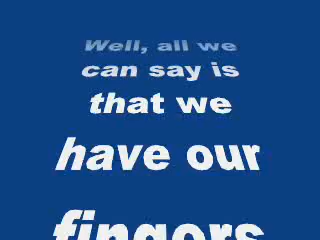 Well, all we
can say is
that we
have our
fingers